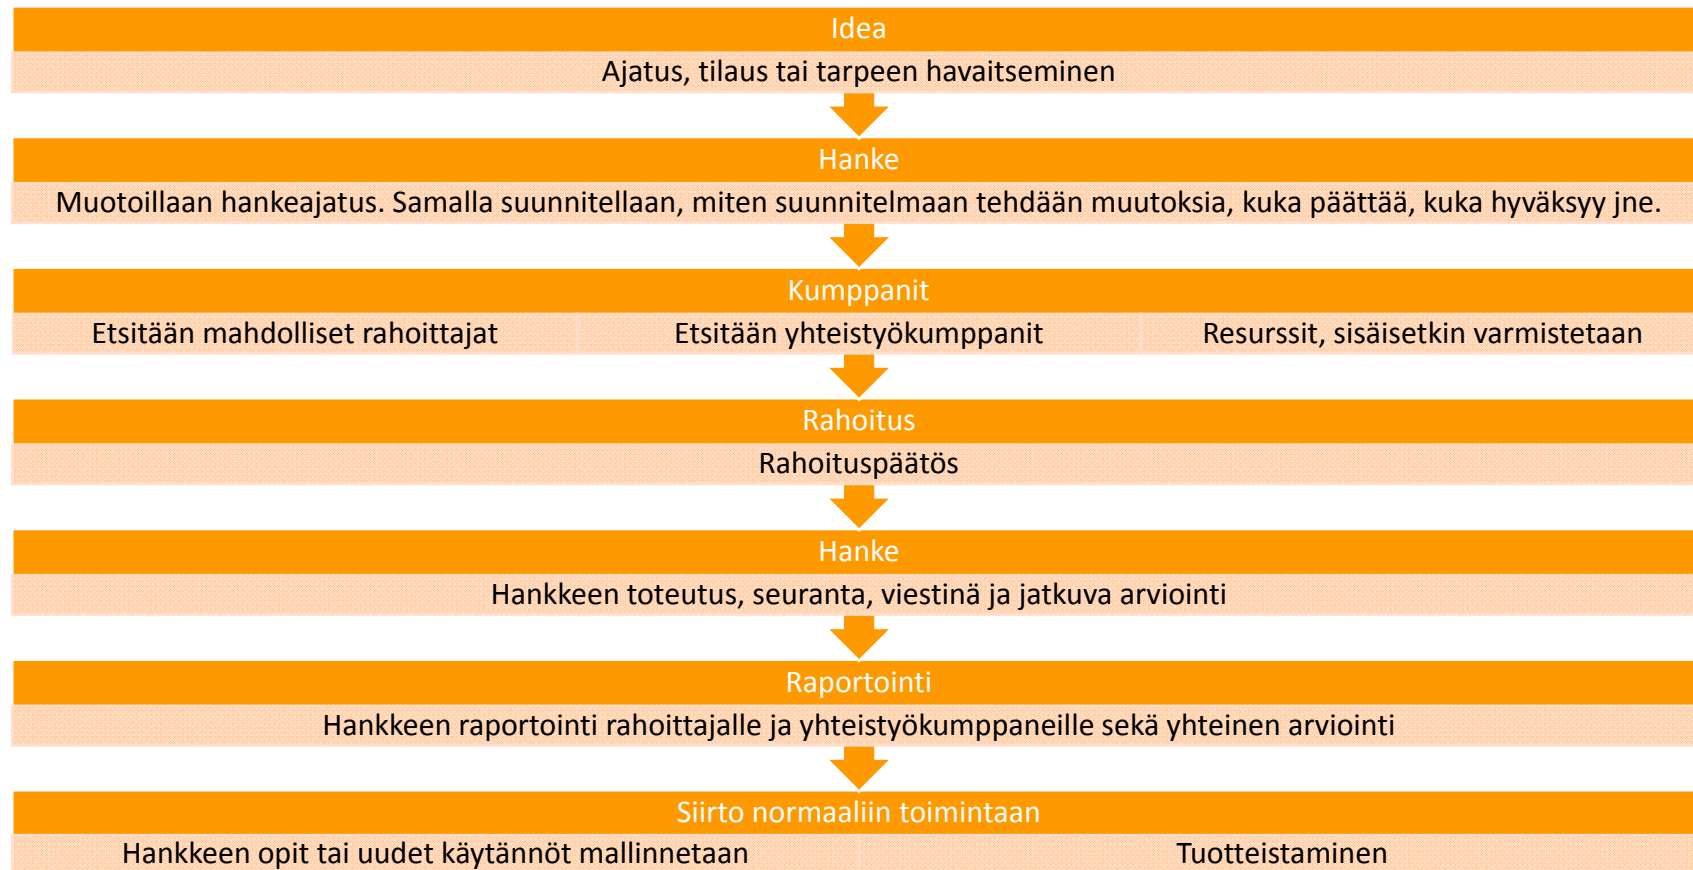 Idea
Ajatus, tilaus tai tarpeen havaitseminen
Hanke
Muotoillaan hankeajatus. Samalla suunnitellaan, miten suunnitelmaan tehdään muutoksia, kuka päättää, kuka hyväksyy jne.
Kumppanit
Etsitään mahdolliset rahoittajat
Etsitään yhteistyökumppanit
Resurssit, sisäisetkin varmistetaan
Rahoitus
Rahoituspäätös
Hanke
Hankkeen toteutus, seuranta, viestinä ja jatkuva arviointi
Raportointi
Hankkeen raportointi rahoittajalle ja yhteistyökumppaneille sekä yhteinen arviointi
Siirto normaaliin toimintaan
Hankkeen opit tai uudet käytännöt mallinnetaan
Tuotteistaminen